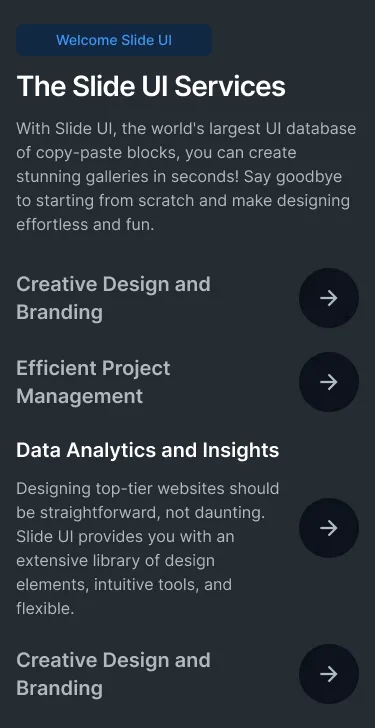 Welcome Slide UI
The Slide UI Services
With Slide UI, the world's largest UI database
of copy-paste blocks, you can create
stunning galleries in seconds! Say goodbye
to starting from scratch and make designing
effortless and fun.
Creative Design and
Branding
Efficient Project
Management
Data Analytics and Insights
Designing top-tier websites should
be straightforward, not daunting.
Slide UI provides you with an
extensive library of design
elements, intuitive tools, and
flexible.
Creative Design and
Branding